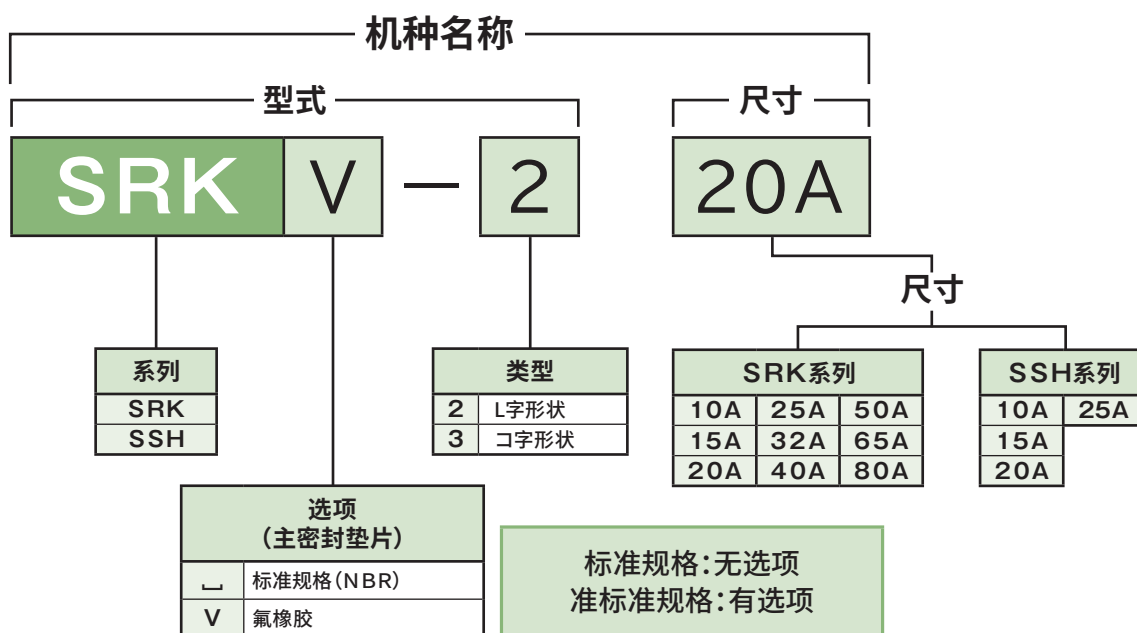 机种名称
型式
尺寸
SRK V — 2 20A
尺寸
系列
SRK
SSH
类型
2 L字形状
3 コ字形状
SRK系列
10A 25A 50A
15A 32A 65A
20A 40A 80A
SSH系列
10A 25A
15A
20A
选项
（主密封垫片）
⎵ 标准规格（NBR）
V 氟橡胶
标准规格：无选项
准标准规格：有选项